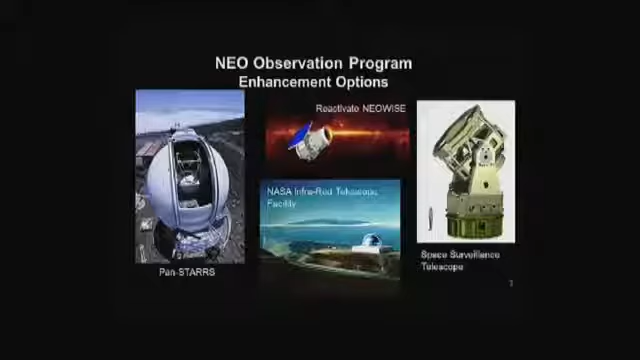 NEO Observation Program
Enhancement Options
Reactivate NEOWISE
NASA Infra-Red Telescope
Facility
Space Surveillance
Telescope
Pan-STARRS